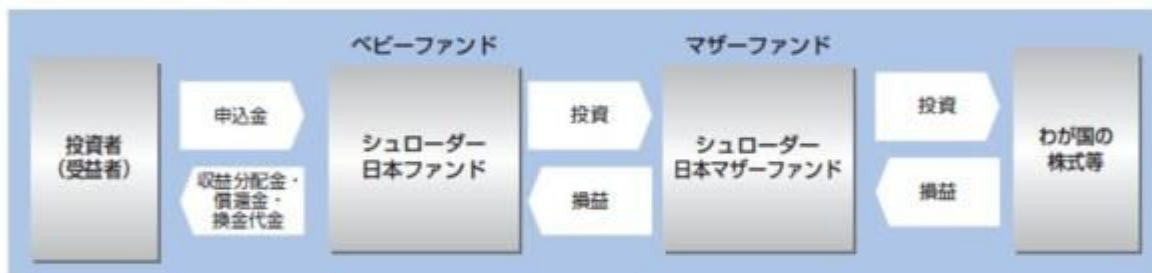 ベビーファンド
マザーファンド
投資者
(受益者)
申込金
収益分配金・
償還金・
換金代金
シュローダー
日本ファンド
投資
損益
シュローダー
日本マザーファンド
投資
損益
わが国の
株式等